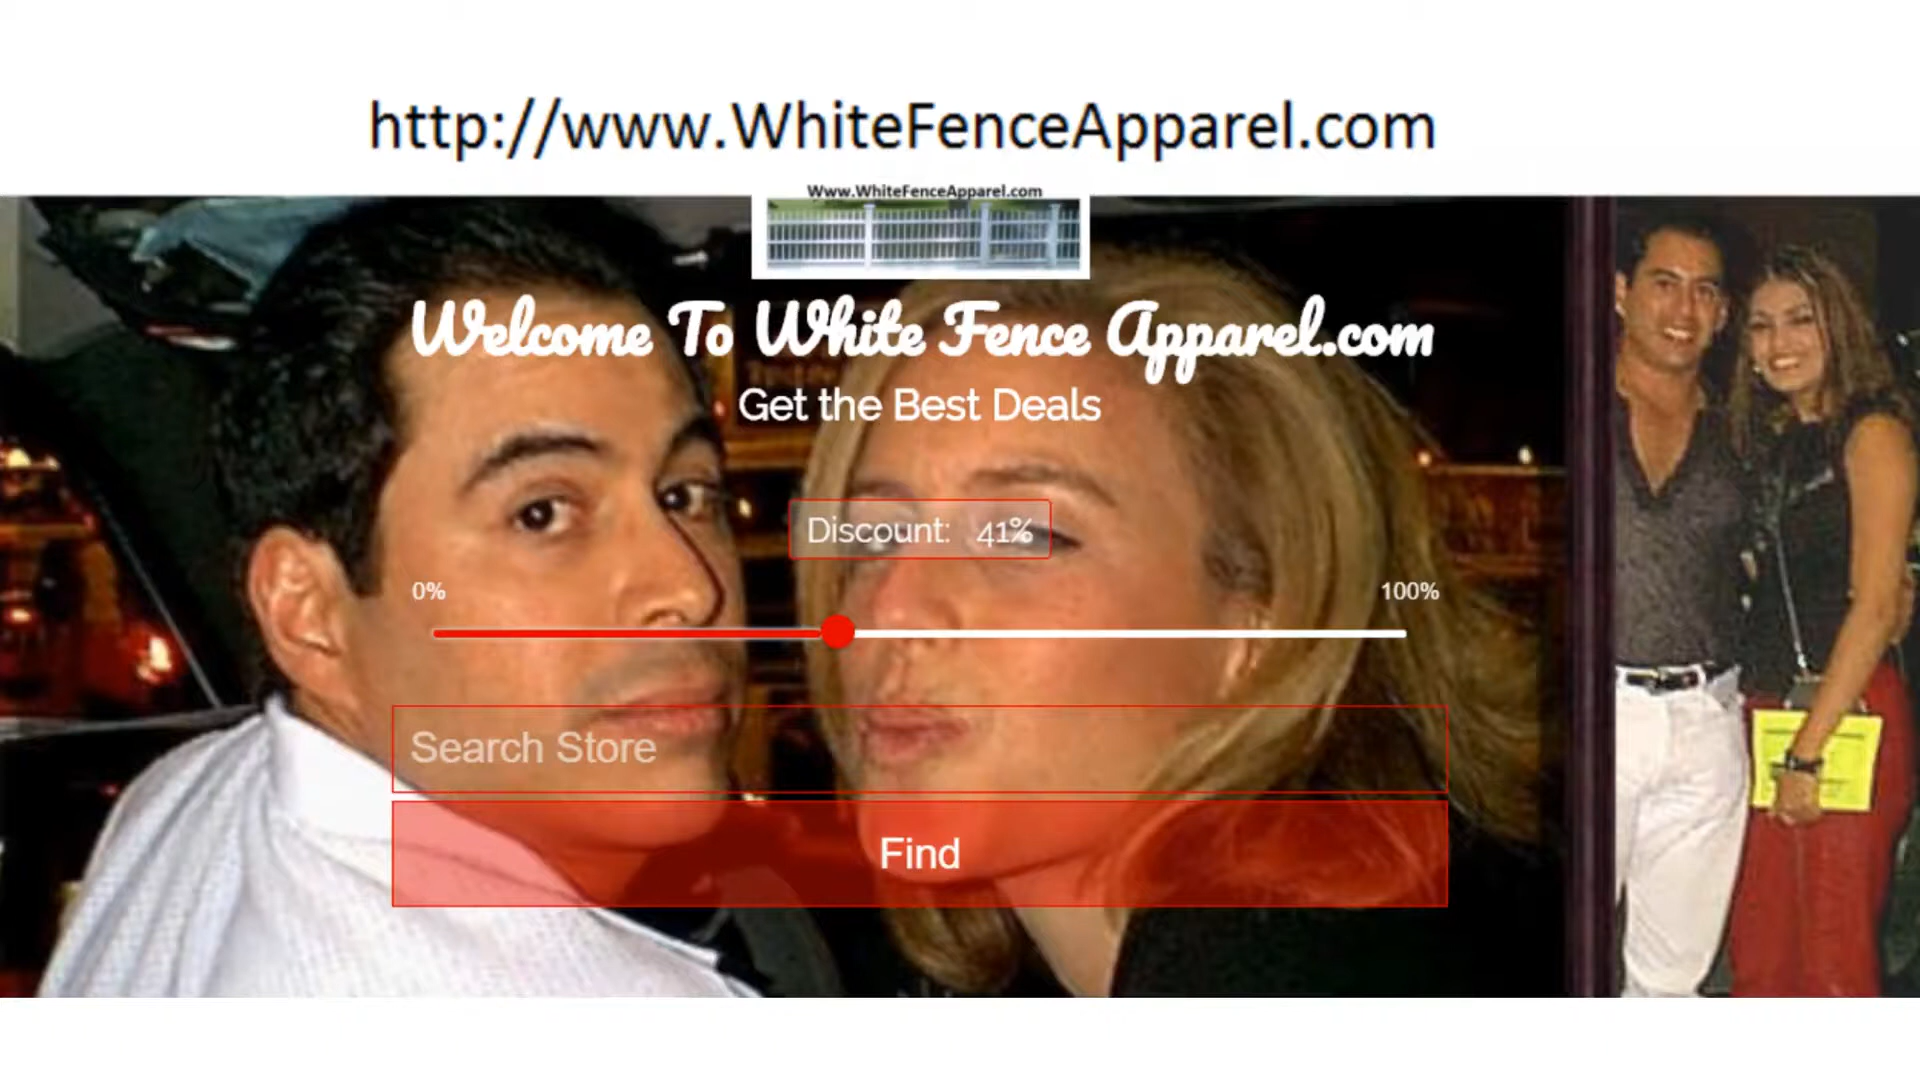 http://www.WhiteFenceApparel.com
Www.WhiteFenceApparel.com
Welcome To White Fence Apparel.com
Get the Best Deals
Discount: 41%
0%
100%
Search Store
Find